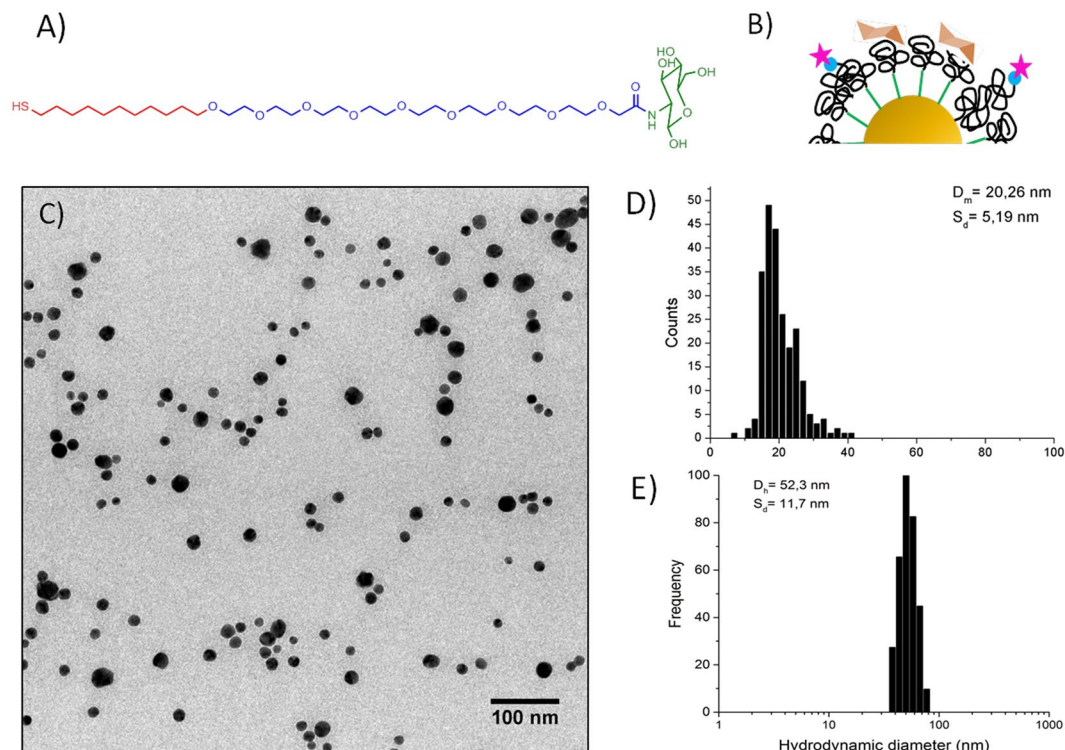 A)
B)
HO
HO
OH
OH
HS
O
O
O
O
O
O
O
O
O
O
N
H
O
OH
C)
100 nm
D)
Dm= 20,26 nm
Sd= 5,19 nm
Counts
50
45
40
35
30
25
20
15
10
5
0
0 20 40 60 80 100
E)
Dh= 52,3 nm
Sd= 11,7 nm
Frequency
100
80
60
40
20
0
1 10 100 1000
Hydrodynamic diameter (nm)